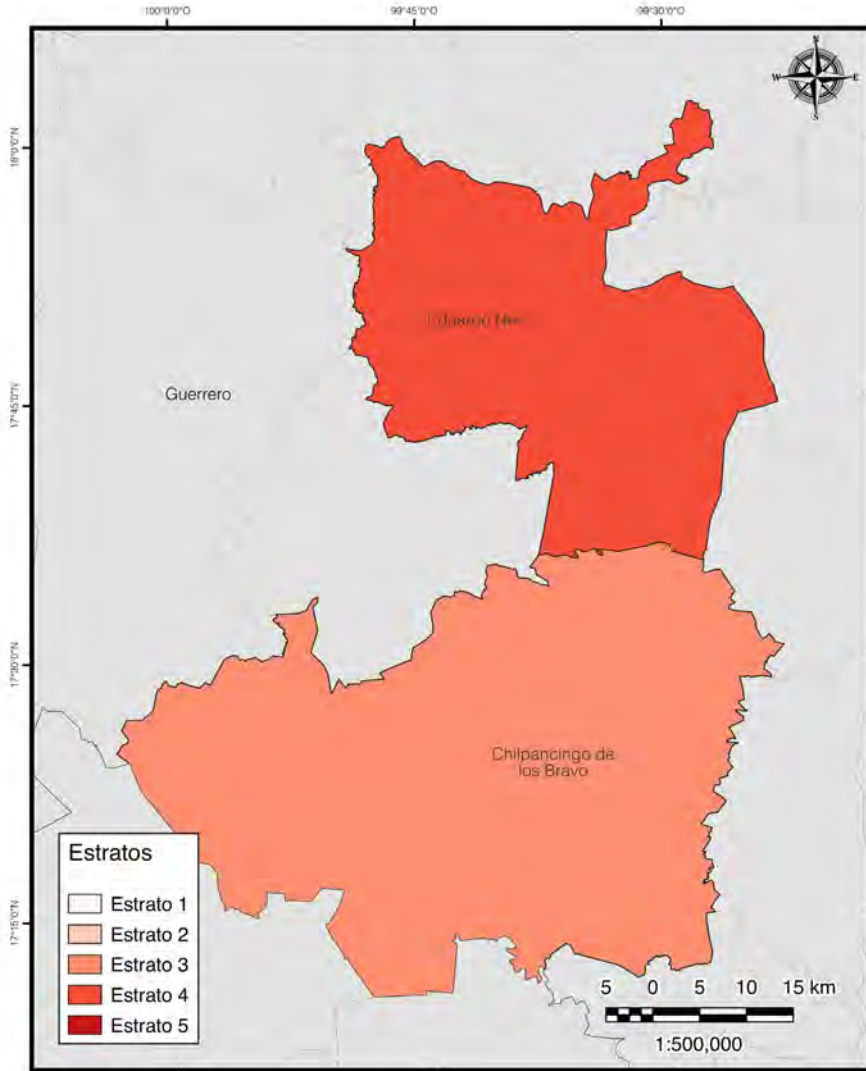 100°0'0"O
99°45'0"O
99°30'0"O
N
W E
S
18°0'0"N
17°45'0"N
17°30'0"N
17°15'0"N
Guerrero
Chilpancingo de
los Bravo
Estratos
Estrato 1
Estrato 2
Estrato 3
Estrato 4
Estrato 5
5 0 5 10 15 km
1:500,000